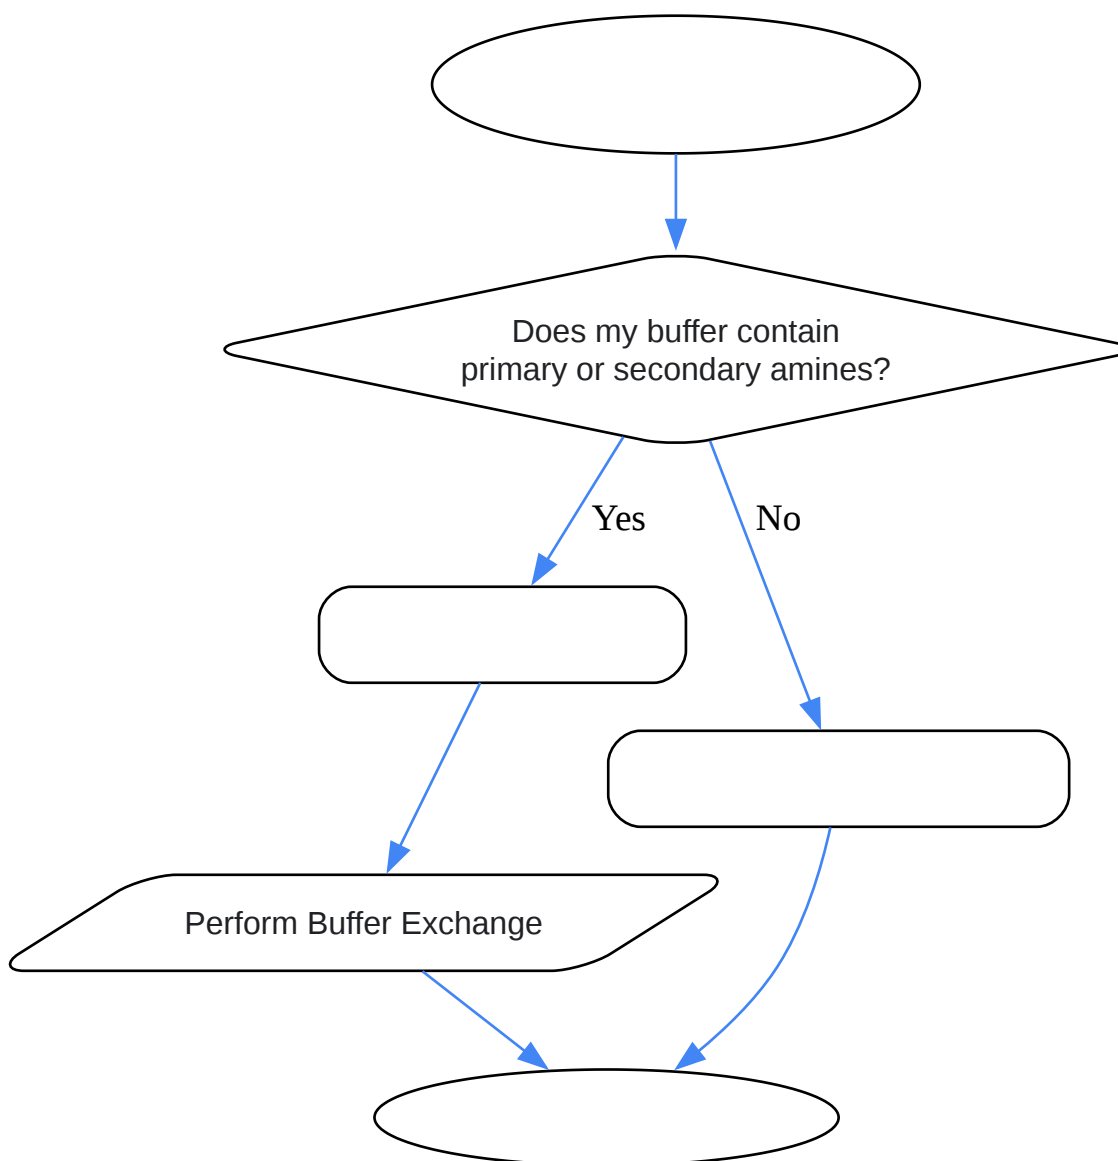 Does my buffer contain
primary or secondary amines?
Yes
No
Perform Buffer Exchange